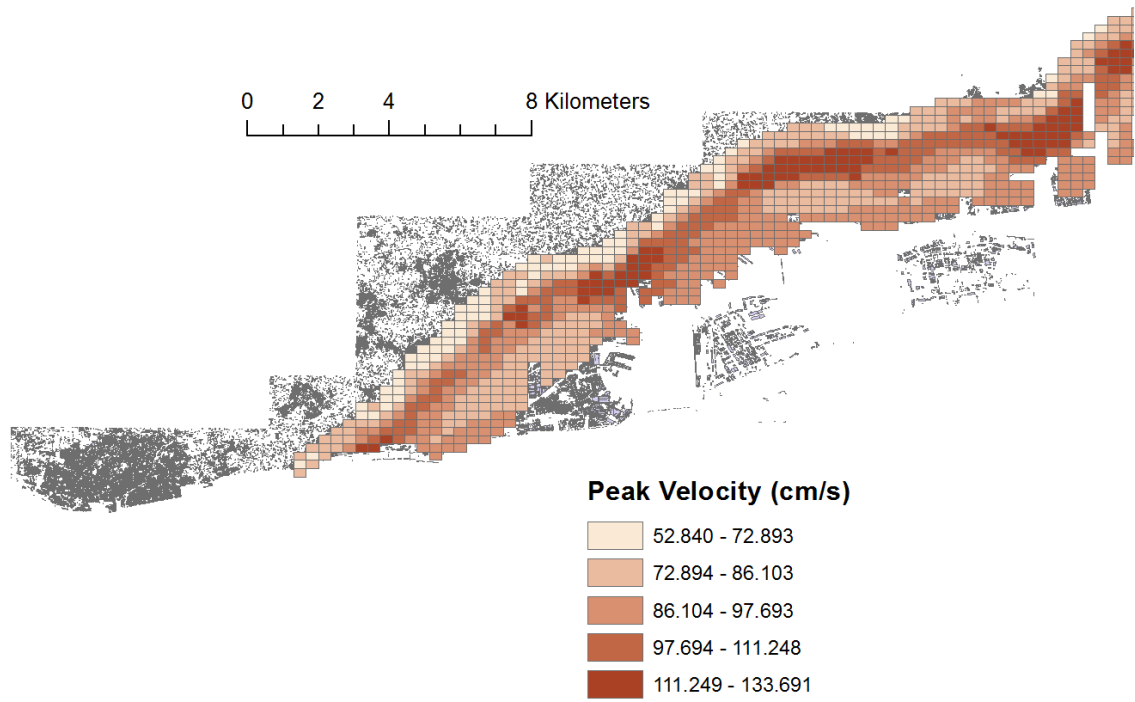 0 2 4 8 Kilometers
Peak Velocity (cm/s)
52.840 - 72.893
72.894 - 86.103
86.104 - 97.693
97.694 - 111.248
111.249 - 133.691